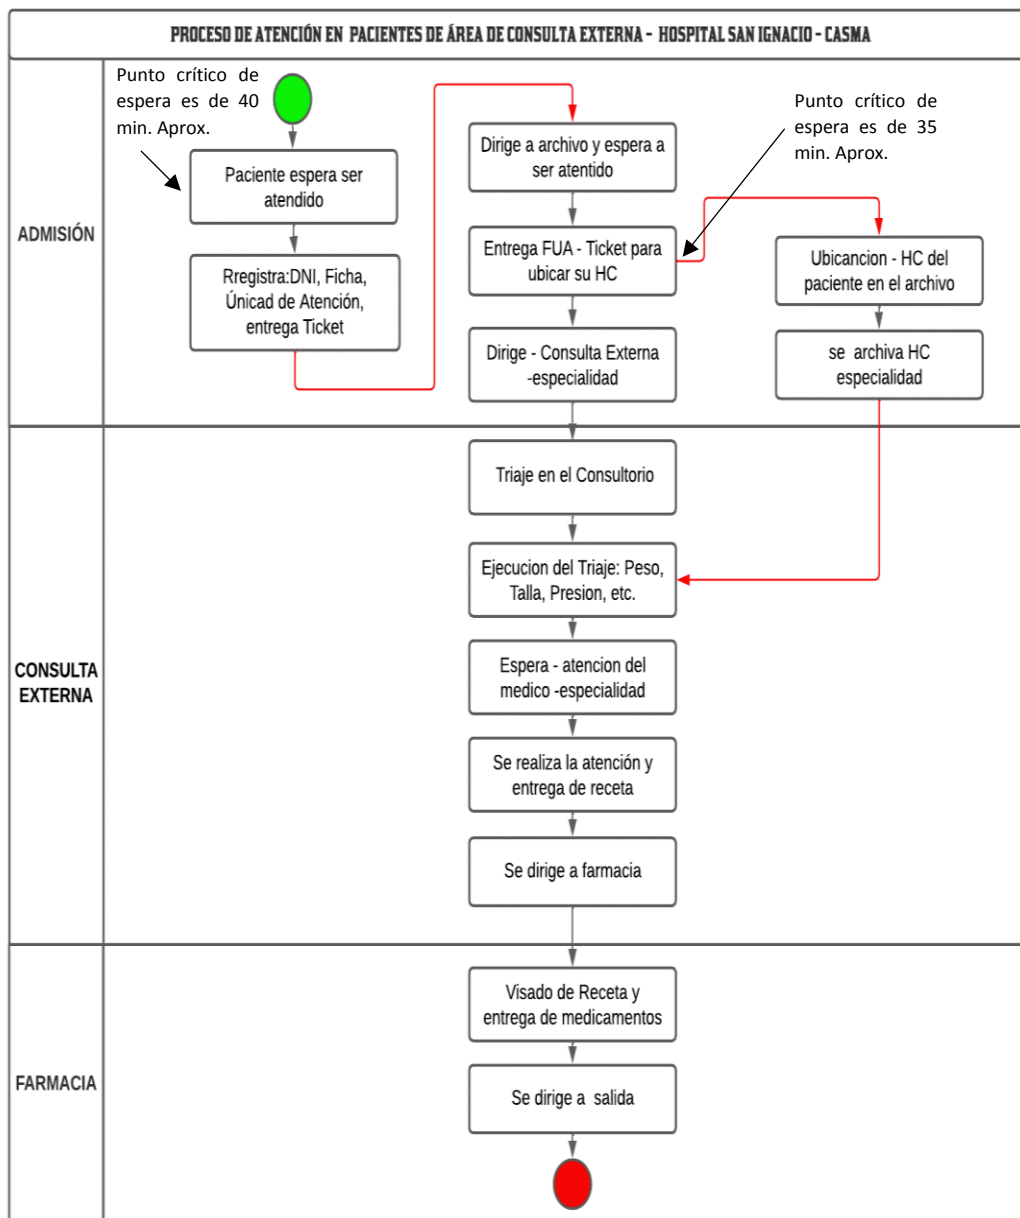 PROCESO DE ATENCIÓN EN PACIENTES DE ÁREA DE CONSULTA EXTERNA - HOSPITAL SAN IGNACIO - CASMA
ADMISIÓN
Punto crítico de
espera es de 40
min. Aprox.
Paciente espera ser
atendido
Rregistra:DNI, Ficha,
Únicad de Atención,
entrega Ticket
Dirige a archivo y espera a
ser atentido
Entrega FUA - Ticket para
ubicar su HC
Dirige - Consulta Externa
-especialidad
Punto crítico de
espera es de 35
min. Aprox.
Ubicancion - HC del
paciente en el archivo
se archiva HC
especialidad
CONSULTA
EXTERNA
Triaje en el Consultorio
Ejecucion del Triaje: Peso,
Talla, Presion, etc.
Espera - atencion del
medico -especialidad
Se realiza la atención y
entrega de receta
Se dirige a farmacia
FARMACIA
Visado de Receta y
entrega de medicamentos
Se dirige a salida